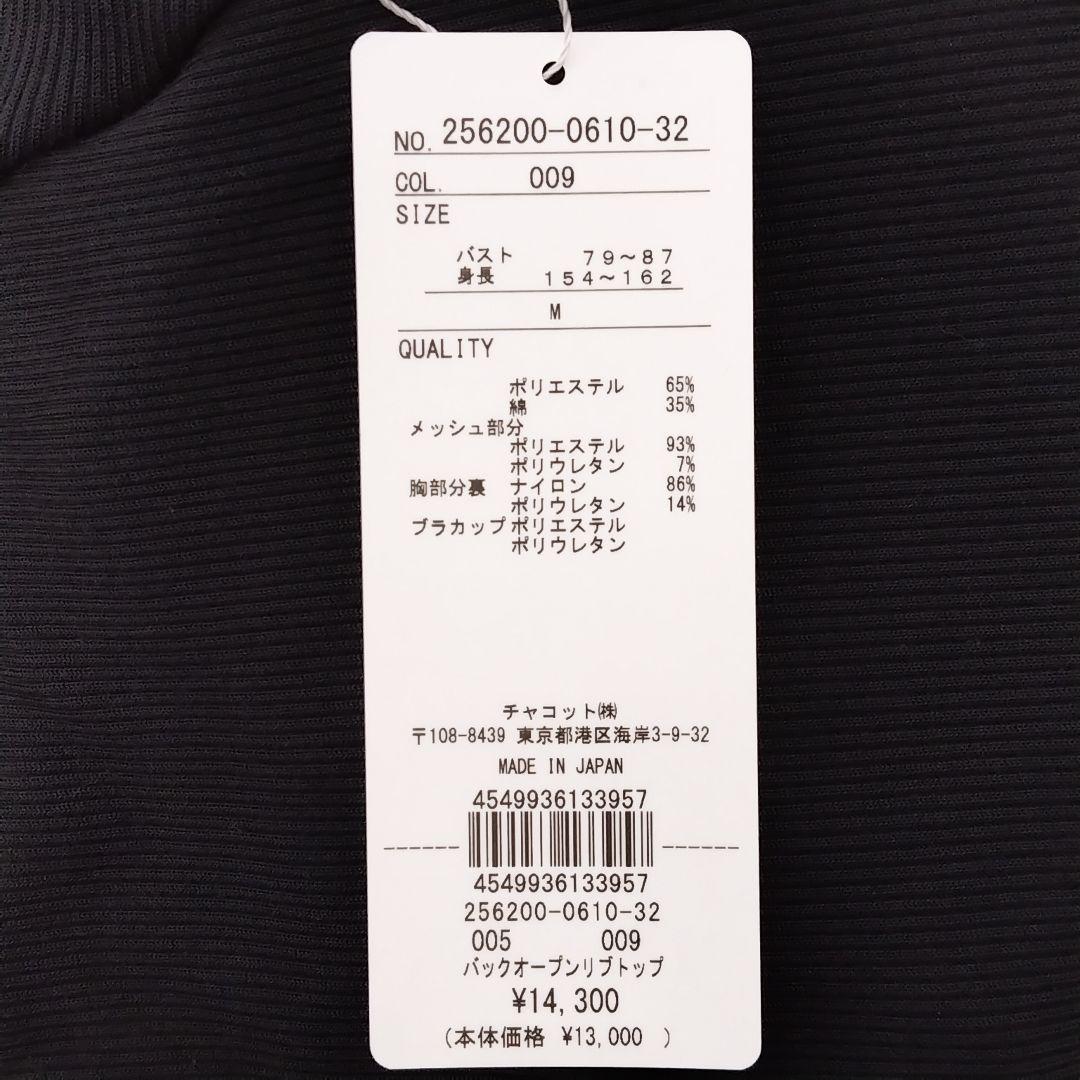 NO. 256200-0610-32
COL. 009
SIZE
バスト 79～87
身長 154～162
M
QUALITY
ポリエステル 65%
綿 35%
メッシュ部分
ポリエステル 93%
ポリウレタン 7%
胸部分裏 ナイロン 86%
ポリウレタン 14%
ブラカップ ポリエステル
ポリウレタン
チャコット㈱
〒108-8439 東京都港区海岸3-9-32
MADE IN JAPAN
4549936133957
4549936133957
256200-0610-32
005 009
バックオープンリブトップ
¥14,300
(本体価格 ¥13,000 )